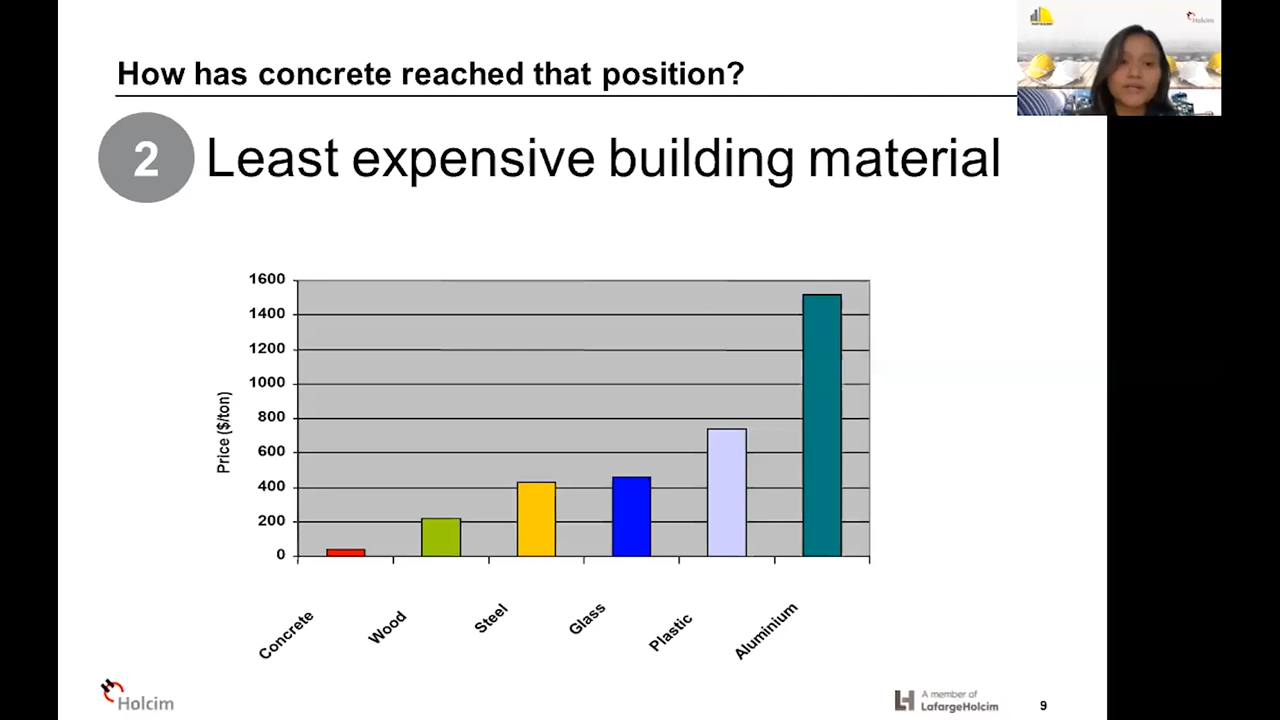 How has concrete reached that position?
2 Least expensive building material
1600
1400
1200
1000
800
600
400
200
0
Price ($/ton)
Concrete
Wood
Steel
Glass
Plastic
Aluminium
Holcim
A member of
LafargeHolcim
9
Holcim